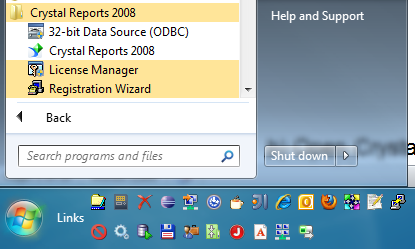 Crystal Reports 2008
32-bit Data Source (ODBC)
Crystal Reports 2008
License Manager
Registration Wizard
Back
Search programs and files
Help and Support
Shut down
Links